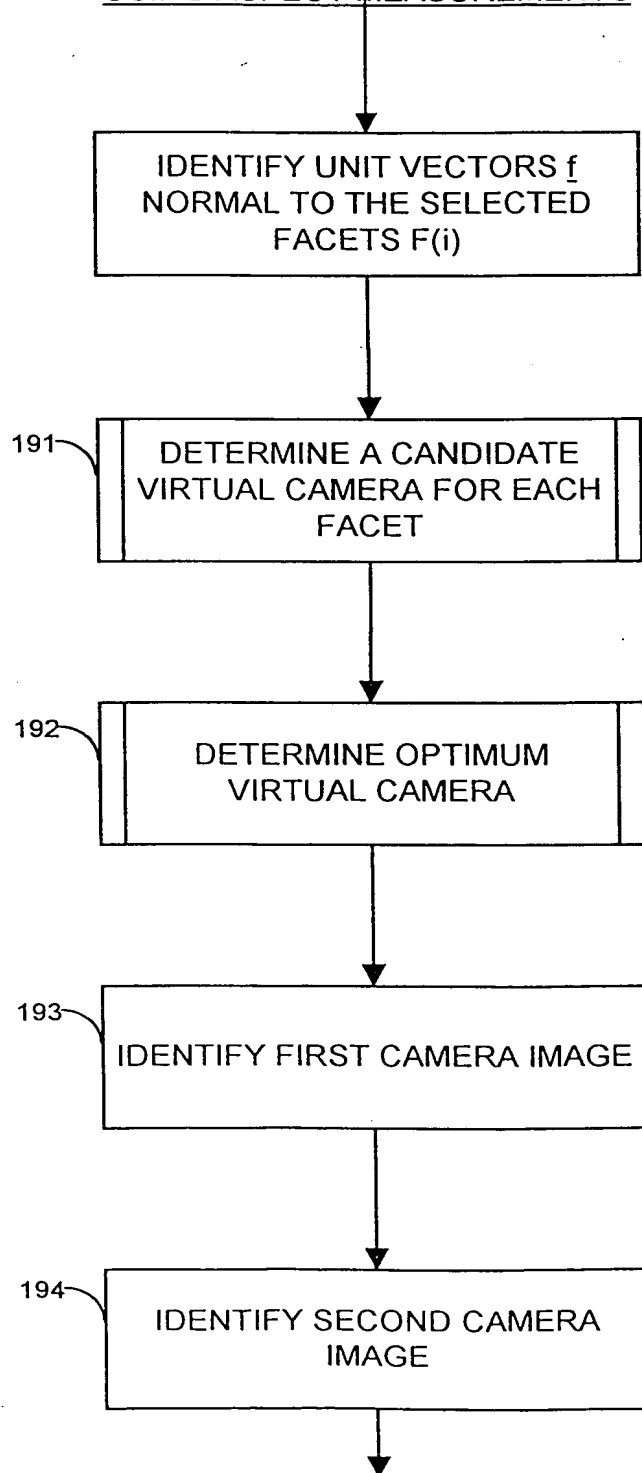 IDENTIFY UNIT VECTORS f
NORMAL TO THE SELECTED
FACETS F(i)
191
DETERMINE A CANDIDATE
VIRTUAL CAMERA FOR EACH
FACET
192
DETERMINE OPTIMUM
VIRTUAL CAMERA
193
IDENTIFY FIRST CAMERA IMAGE
194
IDENTIFY SECOND CAMERA
IMAGE